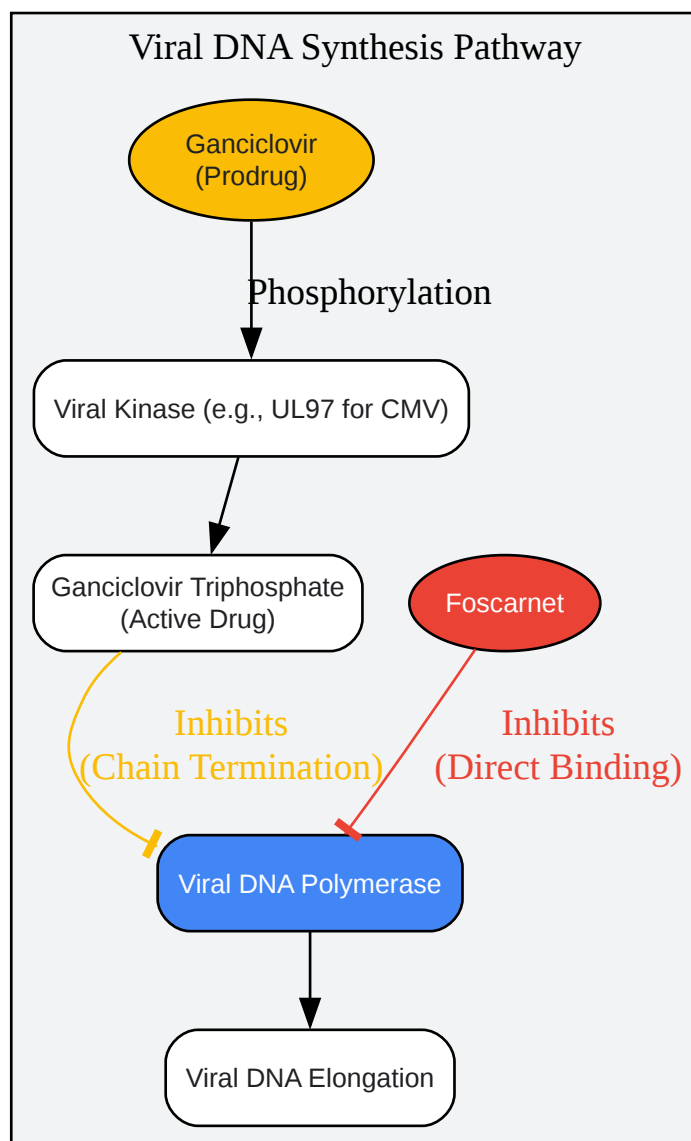 Viral DNA Synthesis Pathway
Ganciclovir
(Prodrug)
Phosphorylation
Viral Kinase (e.g., UL97 for CMV)
Ganciclovir Triphosphate
(Active Drug)
Foscarnet
Inhibits
(Chain Termination)
Inhibits
(Direct Binding)
Viral DNA Polymerase
Viral DNA Elongation